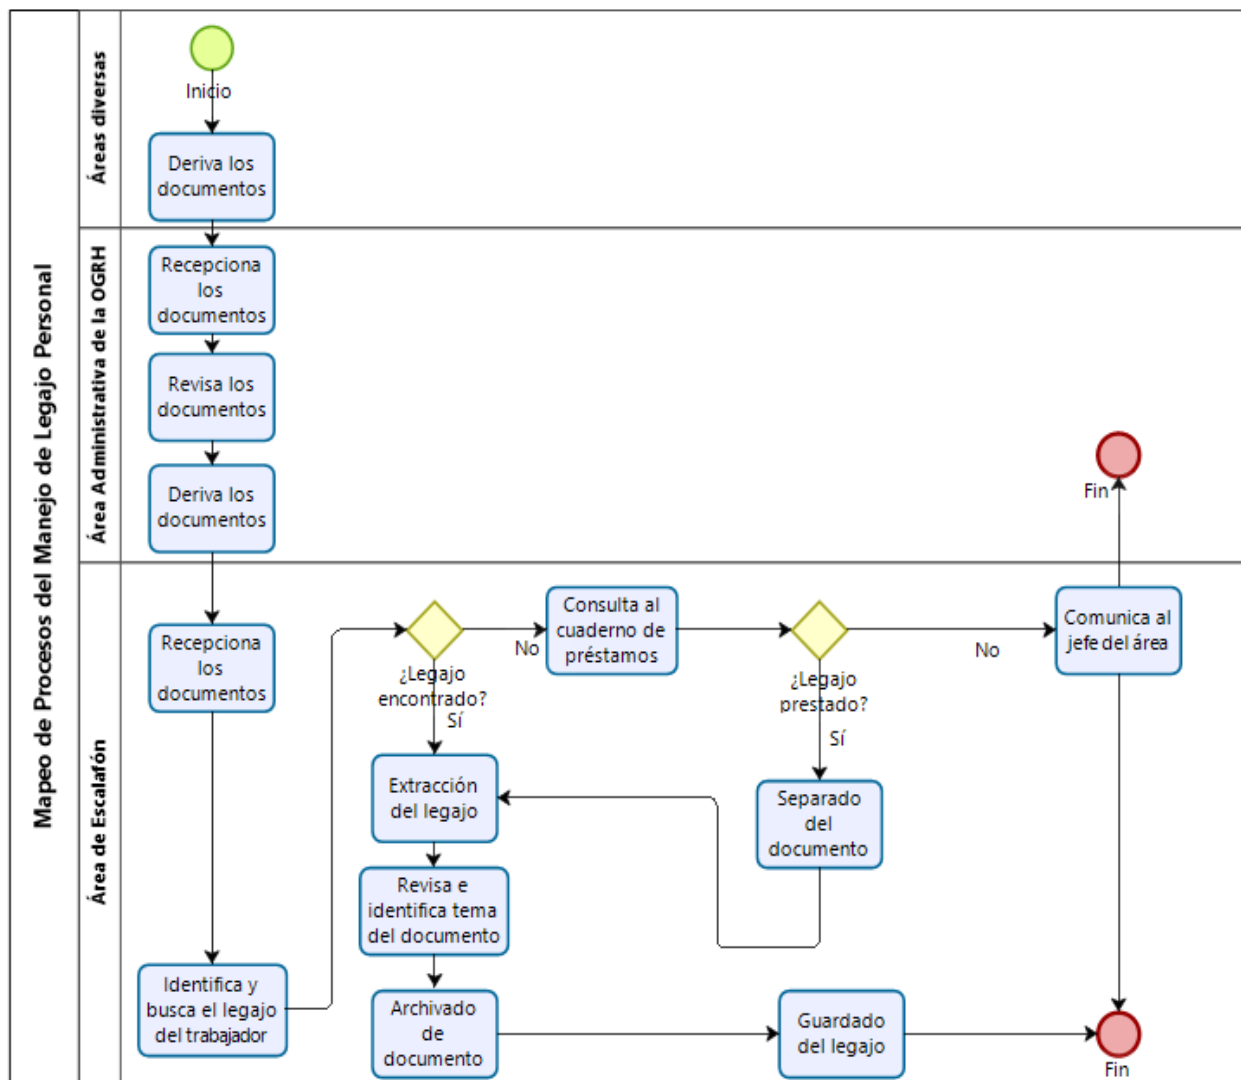 Mapeo de Procesos del Manejo de Legajo Personal
Áreas diversas
Inicio
Deriva los
documentos
Área Administrativa de la OGRH
Recepciona
los
documentos
Revisa los
documentos
Deriva los
documentos
Fin
Área de Escalafón
Recepciona
los
documentos
Identifica y
busca el legajo
del trabajador
¿Legajo
encontrado?
No
Sí
Consulta al
cuaderno de
préstamos
¿Legajo
prestado?
No
Sí
Comunica al
jefe del área
Extracción
del legajo
Separado
del
documento
Revisa e
identifica tema
del documento
Archivado
de
documento
Guardado
del legajo
Fin